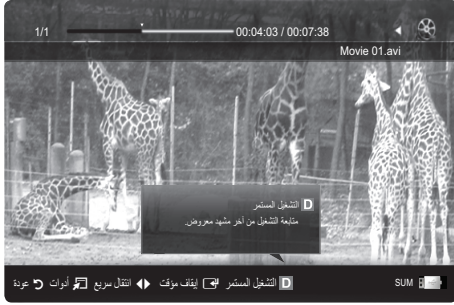 1/1 00:04:03 / 00:07:38
Movie 01.avi
D التشغيل المستمر
متابعة التشغيل من آخر مشهد معروض.
SUM D التشغيل المستمر إيقاف مؤقت انتقال سريع أدوات عودة